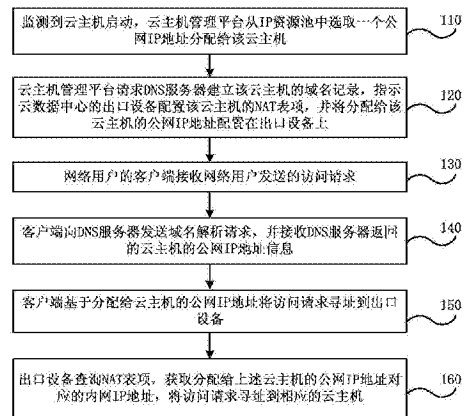 监测到云主机启动，云主机管理平台从IP资源池中选取一个公
网IP地址分配给该云主机
110
云主机管理平台请求DNS服务器建立该云主机的域名记录，指示
云数据中心的出口设备配置该云主机的NAT表项，并将分配给该
云主机的公网IP地址配置在出口设备上
120
网络用户的客户端接收网络用户发送的访问请求
130
客户端向DNS服务器发送域名解析请求，并接收DNS服务器返回
的云主机的公网IP地址信息
140
客户端基于分配给云主机的公网IP地址将访问请求寻址到出口
设备
150
出口设备查询NAT表项，获取分配给上述云主机的公网IP地址对
应的内网IP地址，将访问请求寻址到相应的云主机
160